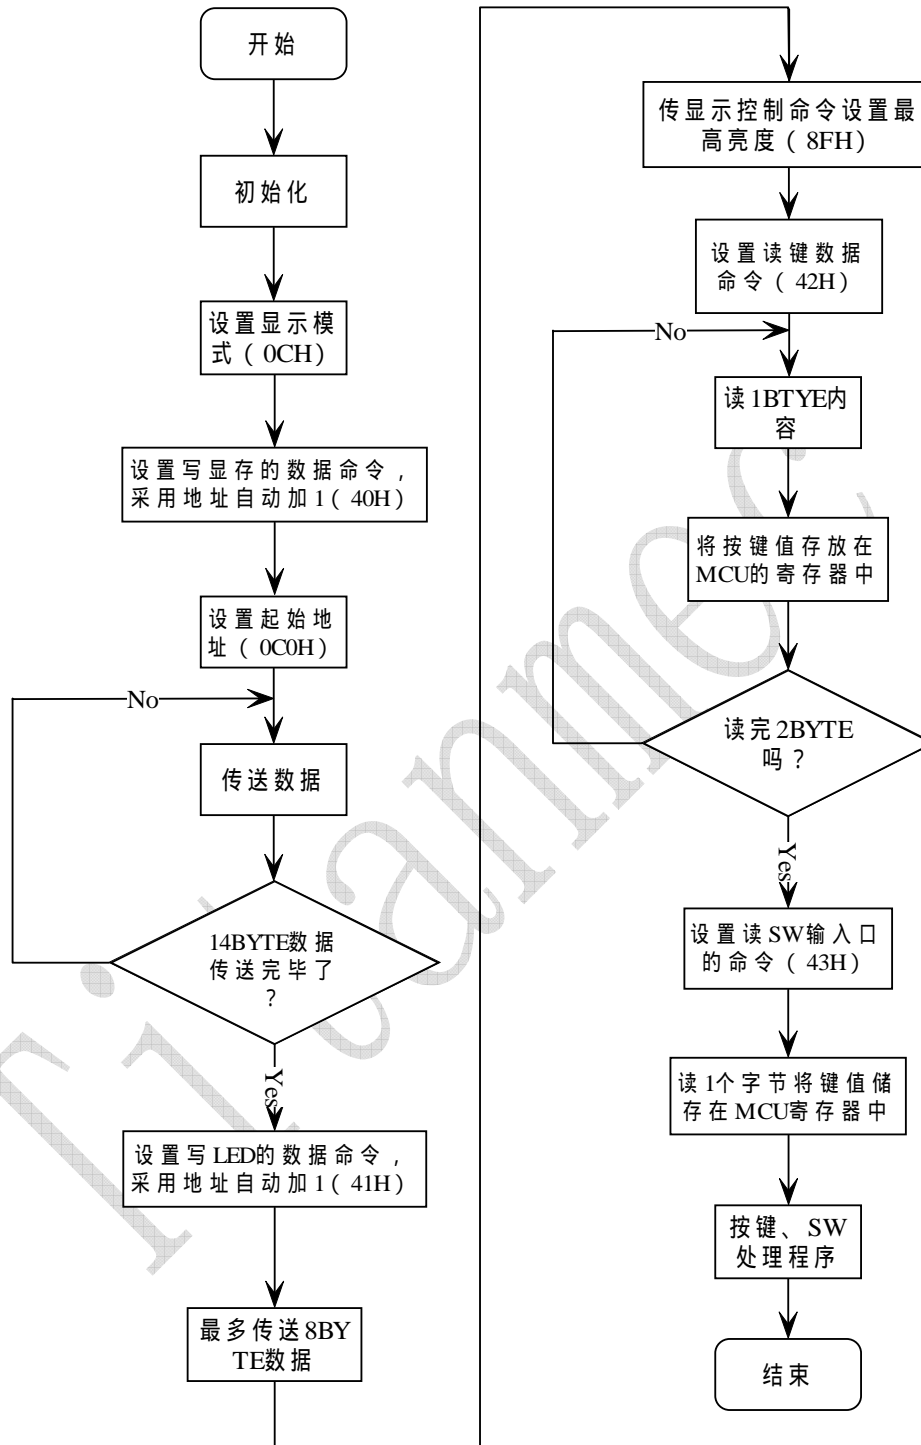 开始
初始化
设置显示模
式（0CH）
设置写显存的数据命令，
采用地址自动加1（40H）
设置起始地
址（0C0H）
No
传送数据
14BYTE数据
传送完毕了
？
Yes
设置写LED的数据命令，
采用地址自动加1（41H）
最多传送8BY
TE数据
传显示控制命令设置最
高亮度（8FH）
设置读键数据
命令（42H）
No
读1BTYE内
容
将按键值存放在
MCU的寄存器中
读完2BYTE
吗？
Yes
设置读SW输入口
的命令（43H）
读1个字节将键值储
存在MCU寄存器中
按键、SW
处理程序
结束
Titanmec